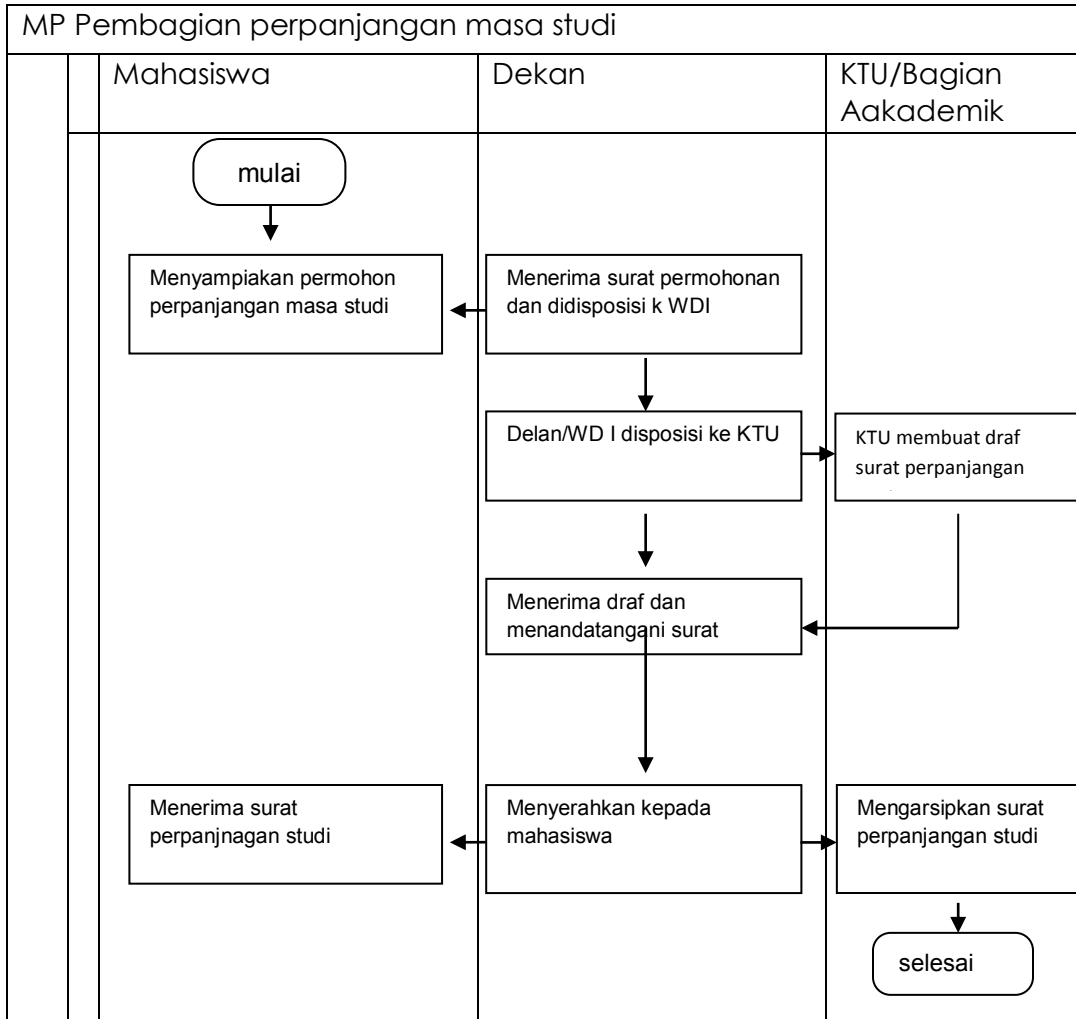 MP Pembagian perpanjangan masa studi
Mahasiswa
Dekan
KTU/Bagian
Aakademik
mulai
Menyampiakan permohon
perpanjangan masa studi
Menerima surat permohonan
dan didisposisi k WDI
Delan/WD I disposisi ke KTU
KTU membuat draf
surat perpanjangan
Menerima draf dan
menandatangani surat
Menerima surat
perpanjnagan studi
Menyerahkan kepada
mahasiswa
Mengarsipkan surat
perpanjangan studi
selesai